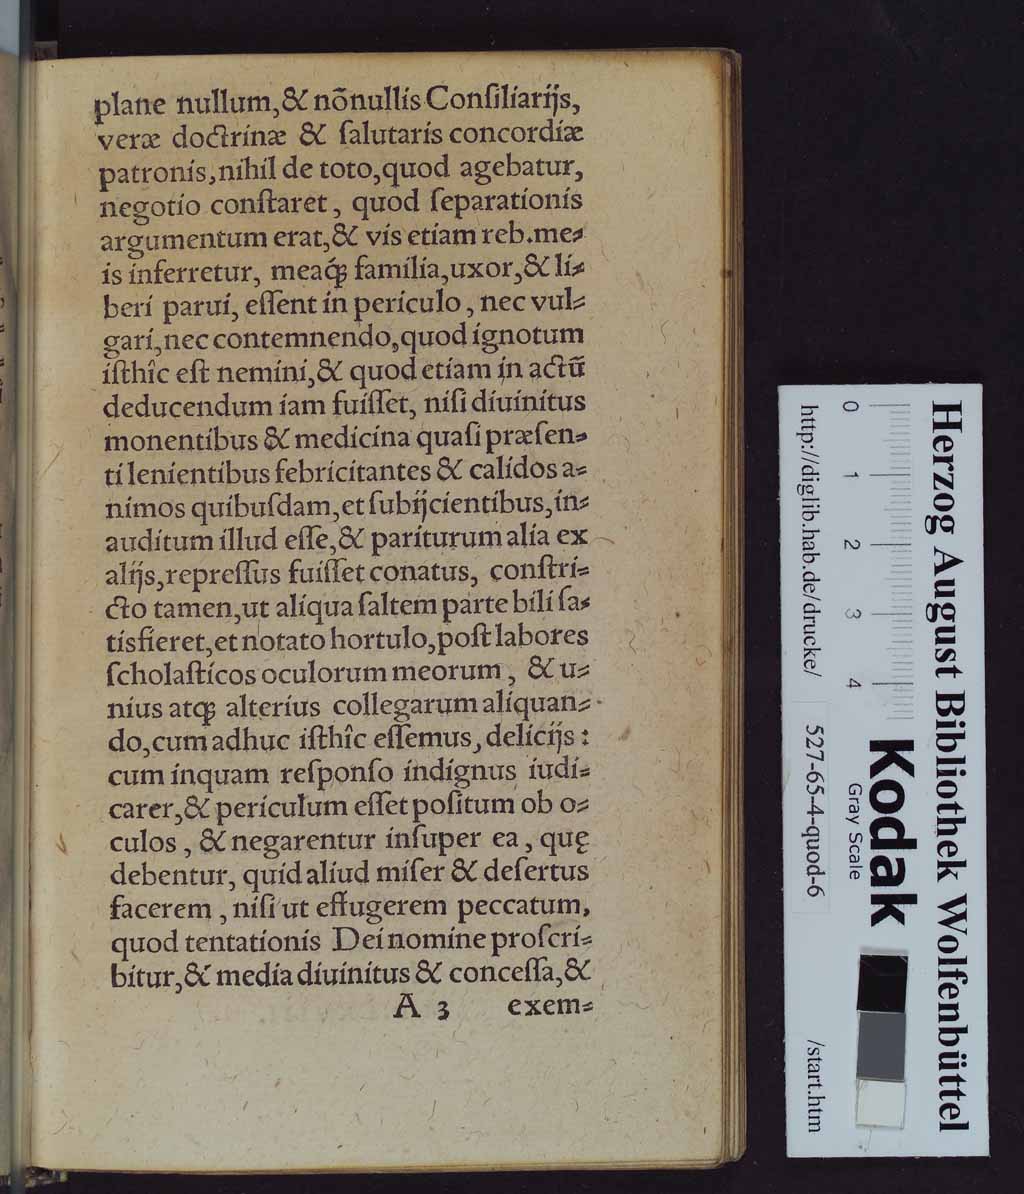 plane nullum,& nõnullis Conſiliarijs,
veræ doctrinæ & ſalutaris concordiæ
patronis,nihil de toto,quod agebatur,
negotio conſtaret, quod ſeparationis
argumentum erat,& vis etiam reb.me⸗
is inferretur, meaq́ꝫ familia,uxor,& li⸗
beri parui, eſſent in periculo, nec vul⸗
gari,nec contemnendo,quod ignotum
iſthîc eſt nemini,& quod etiam in actũ
deducendum iam fuiſſet, niſi diuinitus
monentibus & medicina quaſi præſen⸗
ti lenientibus febricitantes & calidos a⸗
nimos quibuſdam,et ſubijcientibus,in⸗
auditum illud eſſe,& pariturum alia ex
alijs,repreſſus fuiſſet conatus, conſtri⸗
cto tamen,ut aliqua ſaltem parte bili ſa⸗
tisfieret,et notato hortulo,poſt labores
ſcholaſticos oculorum meorum, & u⸗
nius atqꝫ alterius collegarum aliquan⸗
do,cum adhuc iſthîc eſſemus, delicijs:
cum inquam reſponſo indignus iudi⸗
carer,& periculum eſſet poſitum ob o⸗
culos, & negarentur inſuper ea, quę
debentur, quid aliud miſer & deſertus
facerem, niſi ut effugerem peccatum,
quod tentationis Dei nomine proſcri⸗
bitur,& media diuinitus & conceſſa,&
A 3 exem⸗
Herzog August Bibliothek Wolfenbüttel
Kodak
Gray Scale
0 1 2 3 4
http://diglib.hab.de/drucke/ 527-65-4-quod-6 /start.htm